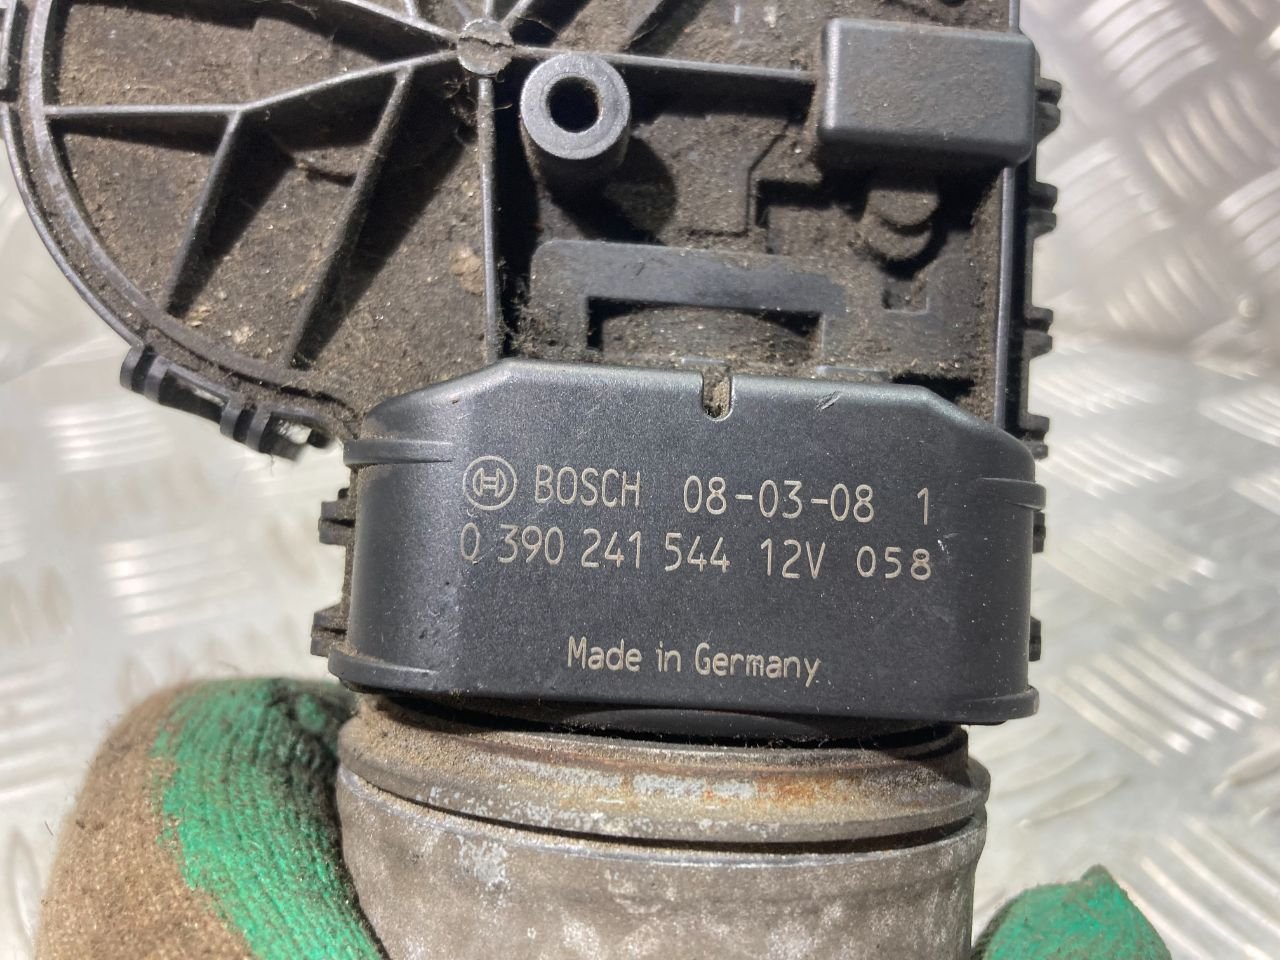 BOSCH 08-03-08 1
0 390 241 544 12V 058
Made in Germany